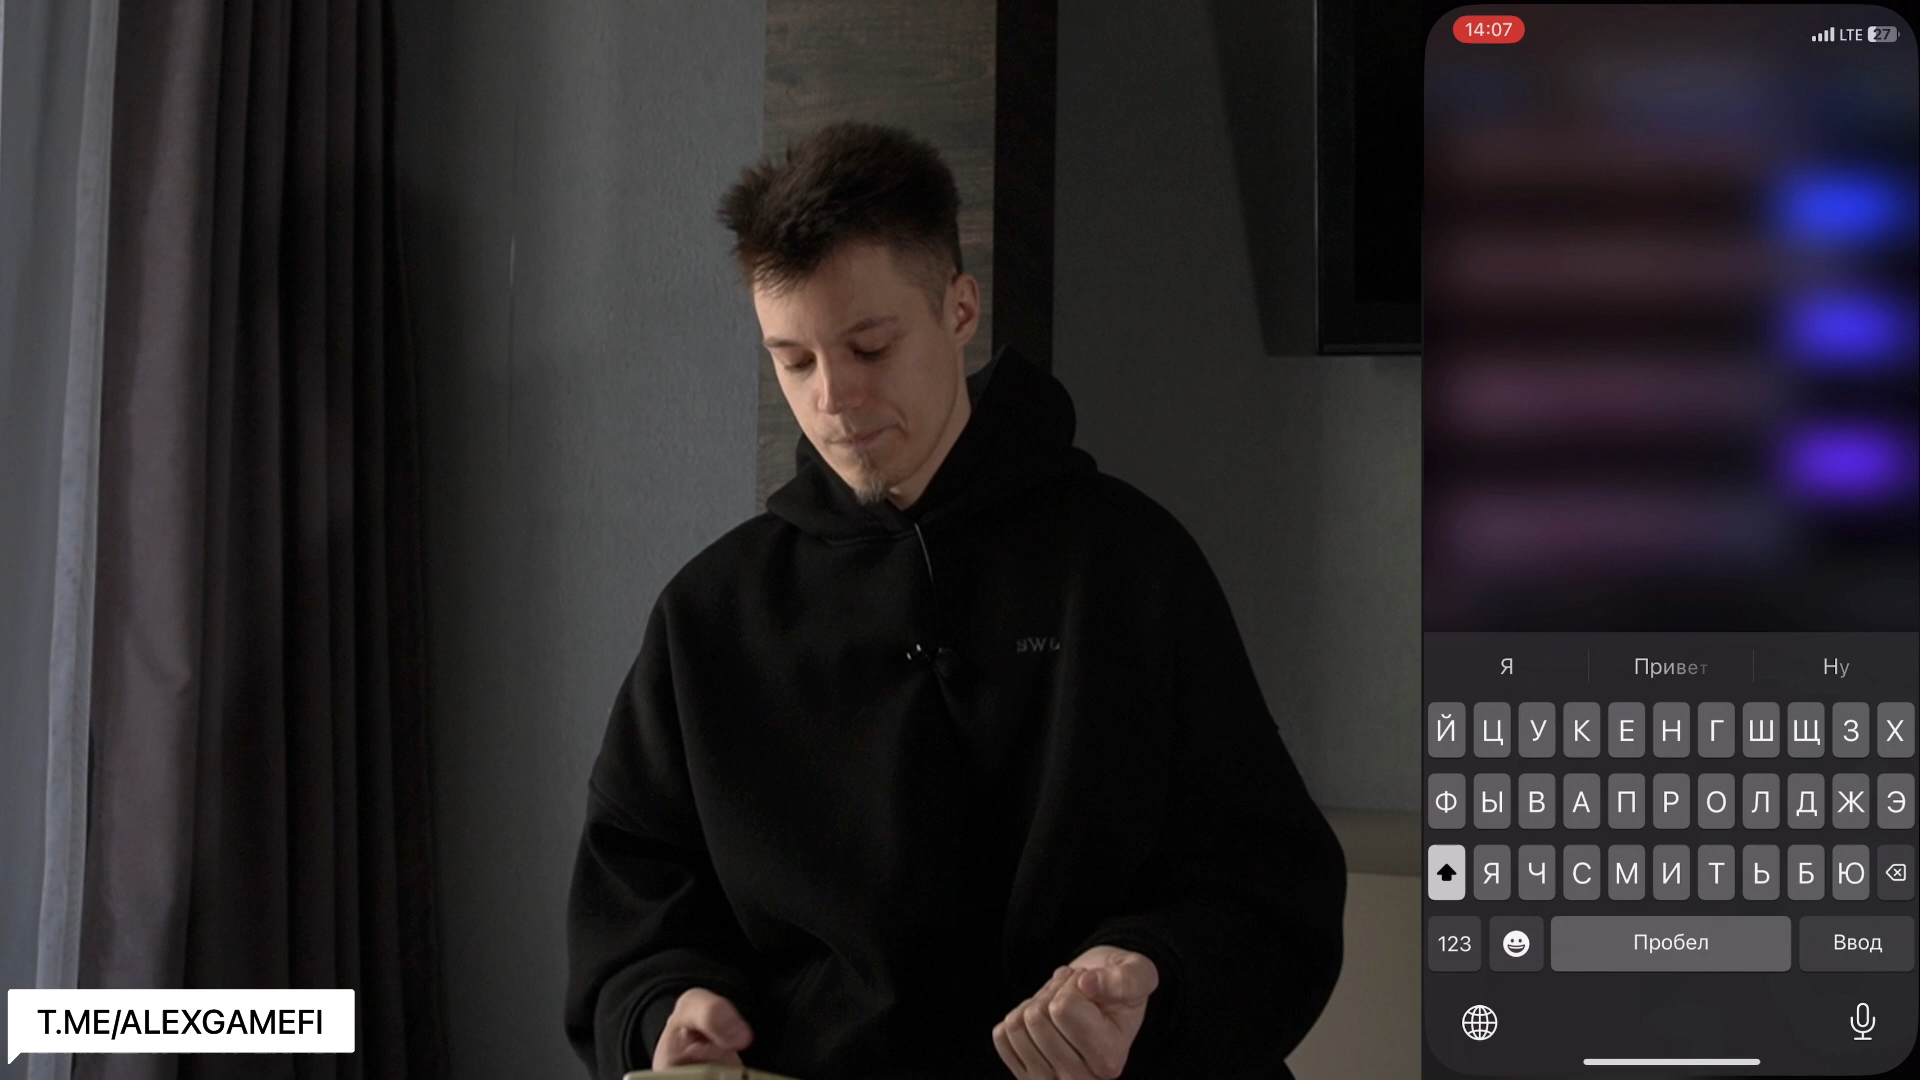 14:07
LTE 27
Я Привет Ну
Й Ц У К Е Н Г Ш Щ З Х
Ф Ы В А П Р О Л Д Ж Э
Я Ч С М И Т Ь Б Ю
123 Пробел Ввод
T.ME/ALEXGAMEFI